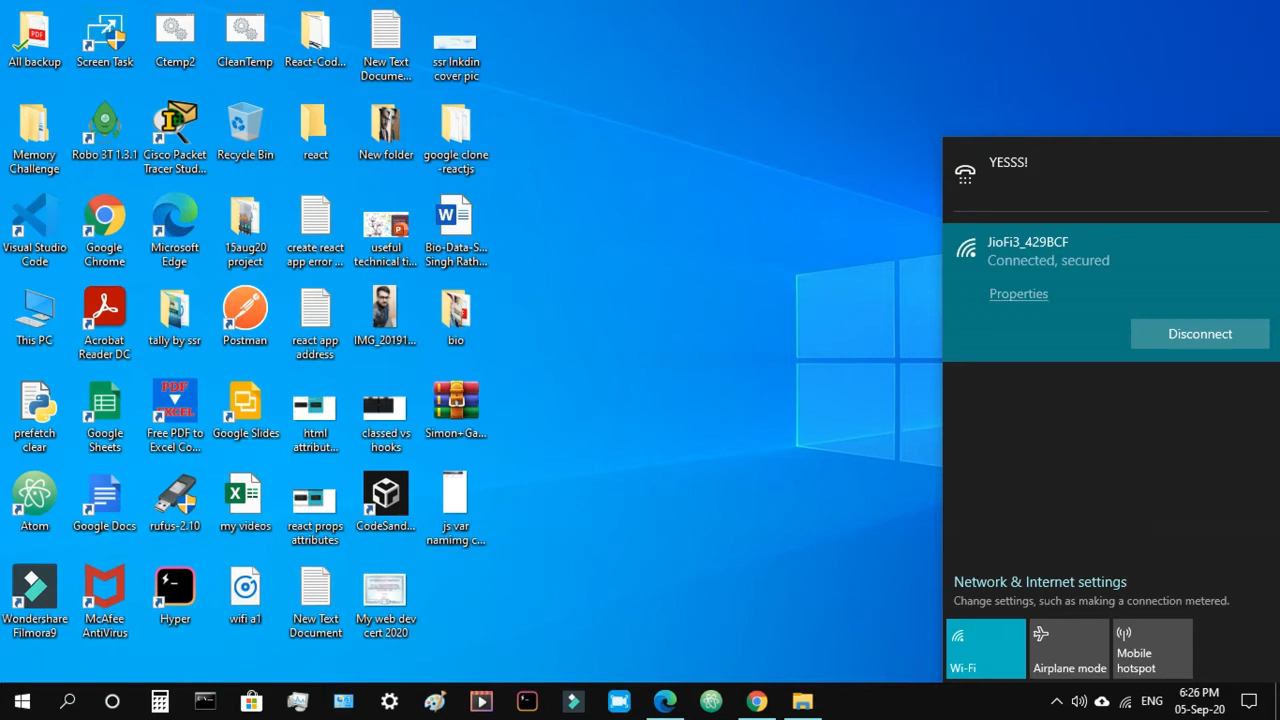 All backup
Screen Task
Ctemp2
CleanTemp
React-Cod...
New Text
Docume...
ssr lnkdin
cover pic
Memory
Challenge
Robo 3T 1.3.1
Cisco Packet
Tracer Stud...
Recycle Bin
react
New folder
google clone
-reactjs
Visual Studio
Code
Google
Chrome
Microsoft
Edge
15aug20
project
create react
app error ...
useful
technical ti...
Bio-Data-S...
Singh Rath...
This PC
Acrobat
Reader DC
tally by ssr
Postman
react app
address
IMG_20191...
bio
prefetch
clear
Google
Sheets
PDF
EXCEL
Free PDF to
Excel Co...
Google Slides
html
attribut...
classed vs
hooks
Simon+Ga...
Atom
Google Docs
rufus-2.10
my videos
react props
attributes
CodeSand...
js var
namimg c...
Wondershare
Filmora9
McAfee
AntiVirus
Hyper
wifi a1
New Text
Document
My web dev
cert 2020
YESSS!
JioFi3_429BCF
Connected, secured
Properties
Disconnect
Network & Internet settings
Change settings, such as making a connection metered.
Wi-Fi
Airplane mode
Mobile
hotspot
ENG
6:26 PM
05-Sep-20